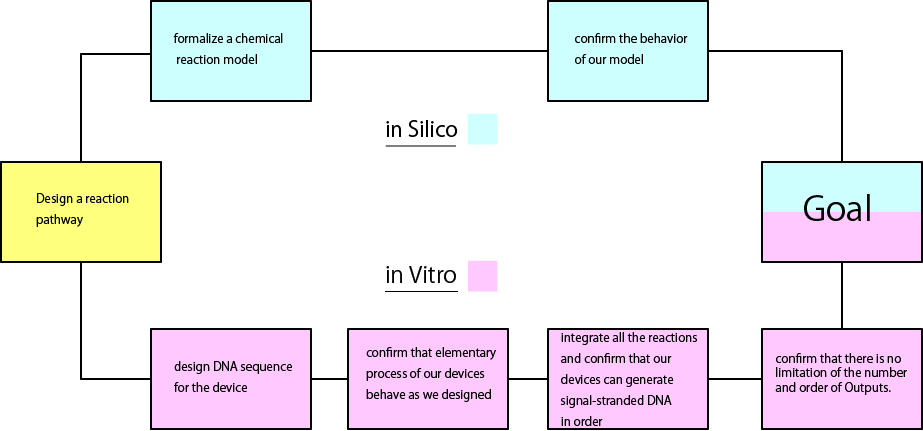 formalize a chemical
reaction model
confirm the behavior
of our model
in Silico
Design a reaction
pathway
Goal
in Vitro
design DNA sequence
for the device
confirm that elementary
process of our devices
behave as we designed
integrate all the reactions
and confirm that our
devices can generate
signal-stranded DNA
in order
confirm that there is no
limitation of the number
and order of Outputs.